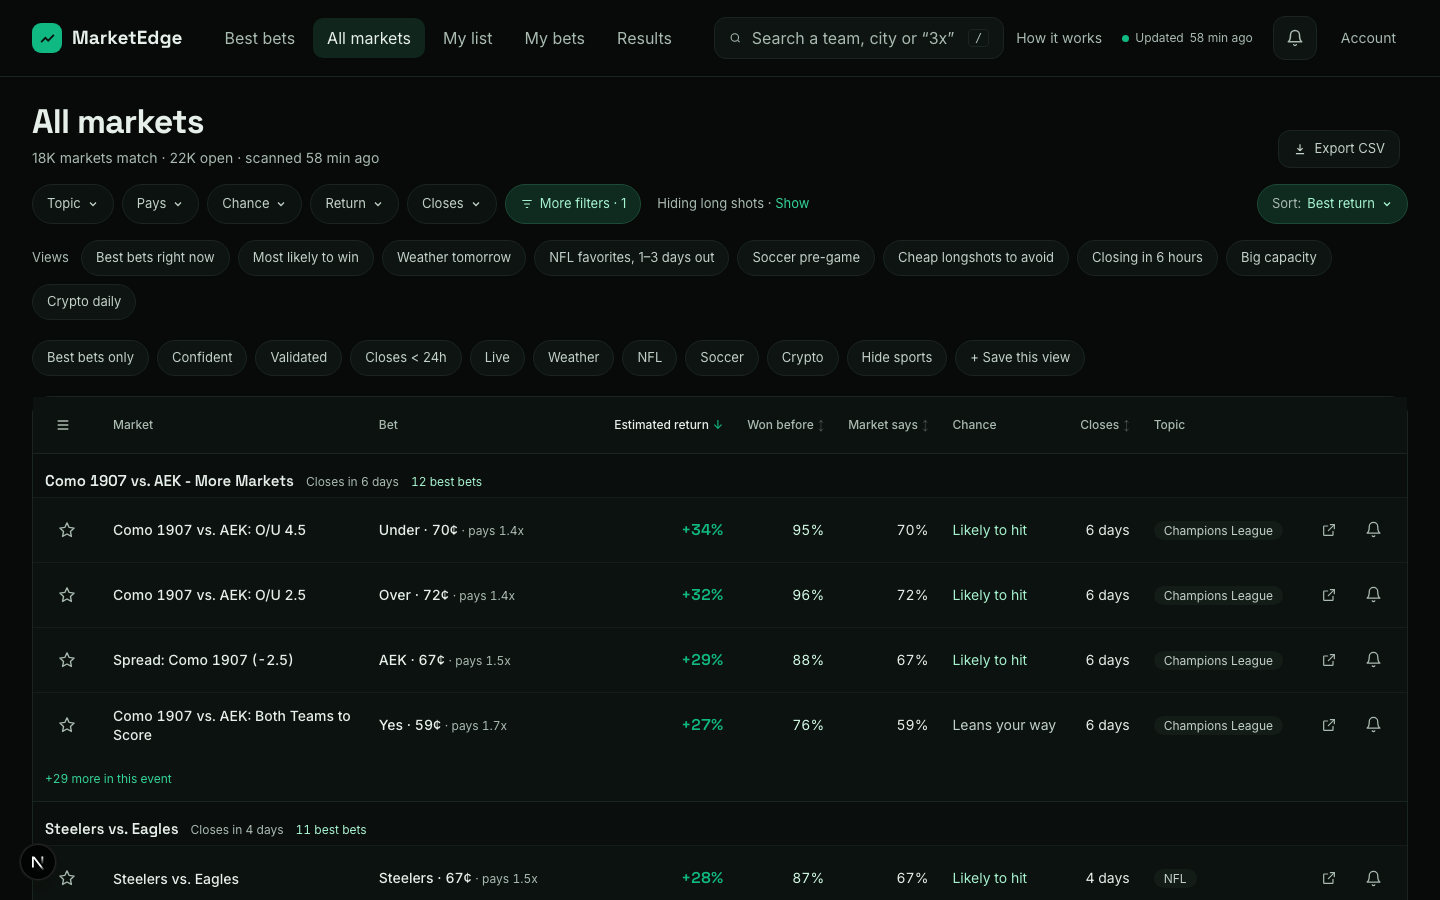 MarketEdge
Best bets
All markets
My list
My bets
Results
Search a team, city or “3x”
/
How it works
Updated 58 min ago
Account
All markets
18K markets match · 22K open · scanned 58 min ago
Export CSV
Topic
Pays
Chance
Return
Closes
More filters · 1
Hiding long shots · Show
Sort: Best return
Views
Best bets right now
Most likely to win
Weather tomorrow
NFL favorites, 1–3 days out
Soccer pre-game
Cheap longshots to avoid
Closing in 6 hours
Big capacity
Crypto daily
Best bets only
Confident
Validated
Closes < 24h
Live
Weather
NFL
Soccer
Crypto
Hide sports
+ Save this view
Market
Bet
Estimated return ↓
Won before
Market says
Chance
Closes
Topic
Como 1907 vs. AEK - More Markets Closes in 6 days 12 best bets
Como 1907 vs. AEK: O/U 4.5 Under · 70¢ · pays 1.4x +34% 95% 70% Likely to hit 6 days Champions League
Como 1907 vs. AEK: O/U 2.5 Over · 72¢ · pays 1.4x +32% 96% 72% Likely to hit 6 days Champions League
Spread: Como 1907 (-2.5) AEK · 67¢ · pays 1.5x +29% 88% 67% Likely to hit 6 days Champions League
Como 1907 vs. AEK: Both Teams to
Score
Yes · 59¢ · pays 1.7x +27% 76% 59% Leans your way 6 days Champions League
+29 more in this event
Steelers vs. Eagles Closes in 4 days 11 best bets
Steelers vs. Eagles Steelers · 67¢ · pays 1.5x +28% 87% 67% Likely to hit 4 days NFL
N